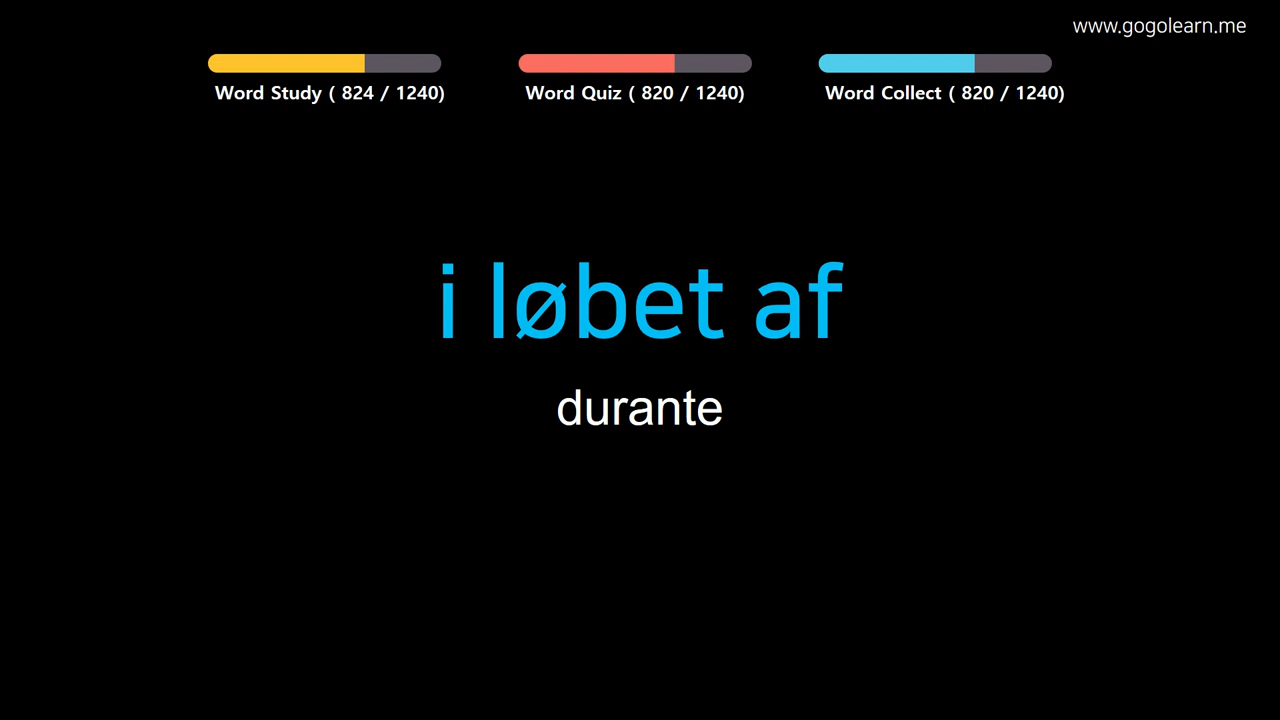 www.gogolearn.me
Word Study ( 824 / 1240)
Word Quiz ( 820 / 1240)
Word Collect ( 820 / 1240)
i løbet af
durante